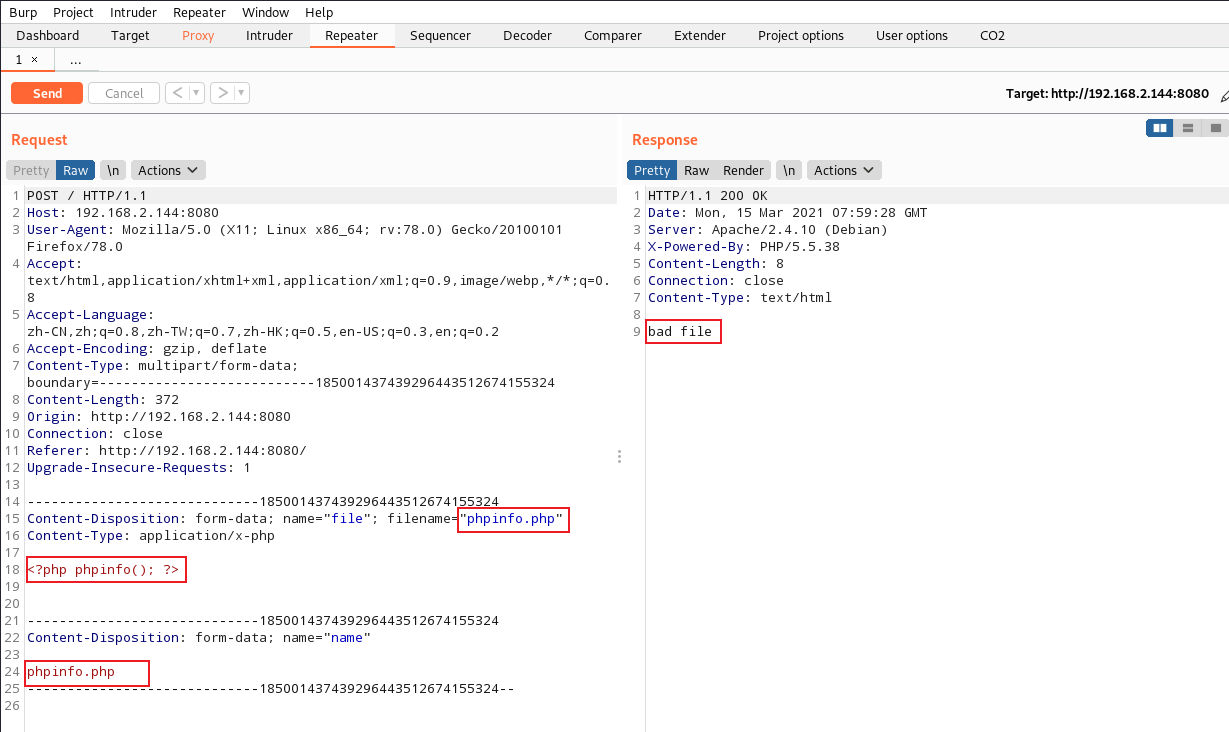 Burp Project Intruder Repeater Window Help
Dashboard Target Proxy Intruder Repeater Sequencer Decoder Comparer Extender Project options User options CO2
1 × ...
Send Cancel < > Target: http://192.168.2.144:8080
Request
Pretty Raw \n Actions
1 POST / HTTP/1.1
2 Host: 192.168.2.144:8080
3 User-Agent: Mozilla/5.0 (X11; Linux x86_64; rv:78.0) Gecko/20100101
Firefox/78.0
4 Accept:
text/html,application/xhtml+xml,application/xml;q=0.9,image/webp,*/*;q=0.
8
5 Accept-Language:
zh-CN,zh;q=0.8,zh-TW;q=0.7,zh-HK;q=0.5,en-US;q=0.3,en;q=0.2
6 Accept-Encoding: gzip, deflate
7 Content-Type: multipart/form-data;
boundary=---------------------------185001437439296443512674155324
8 Content-Length: 372
9 Origin: http://192.168.2.144:8080
10 Connection: close
11 Referer: http://192.168.2.144:8080/
12 Upgrade-Insecure-Requests: 1
13
14 -----------------------------185001437439296443512674155324
15 Content-Disposition: form-data; name="file"; filename="phpinfo.php"
16 Content-Type: application/x-php
17
18 <?php phpinfo(); ?>
19
20
21 -----------------------------185001437439296443512674155324
22 Content-Disposition: form-data; name="name"
23
24 phpinfo.php
25 -----------------------------185001437439296443512674155324--
26
Response
Pretty Raw Render \n Actions
1 HTTP/1.1 200 OK
2 Date: Mon, 15 Mar 2021 07:59:28 GMT
3 Server: Apache/2.4.10 (Debian)
4 X-Powered-By: PHP/5.5.38
5 Content-Length: 8
6 Connection: close
7 Content-Type: text/html
8
9 bad file